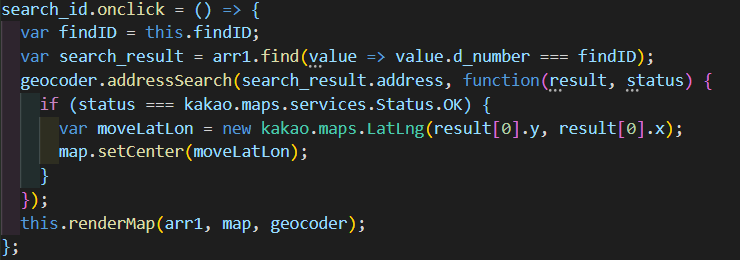 search_id.onclick = () => {
var findID = this.findID;
var search_result = arr1.find(value => value.d_number === findID);
geocoder.addressSearch(search_result.address, function(result, status) {
if (status === kakao.maps.services.Status.OK) {
var moveLatLon = new kakao.maps.LatLng(result[0].y, result[0].x);
map.setCenter(moveLatLon);
}
});
this.renderMap(arr1, map, geocoder);
};